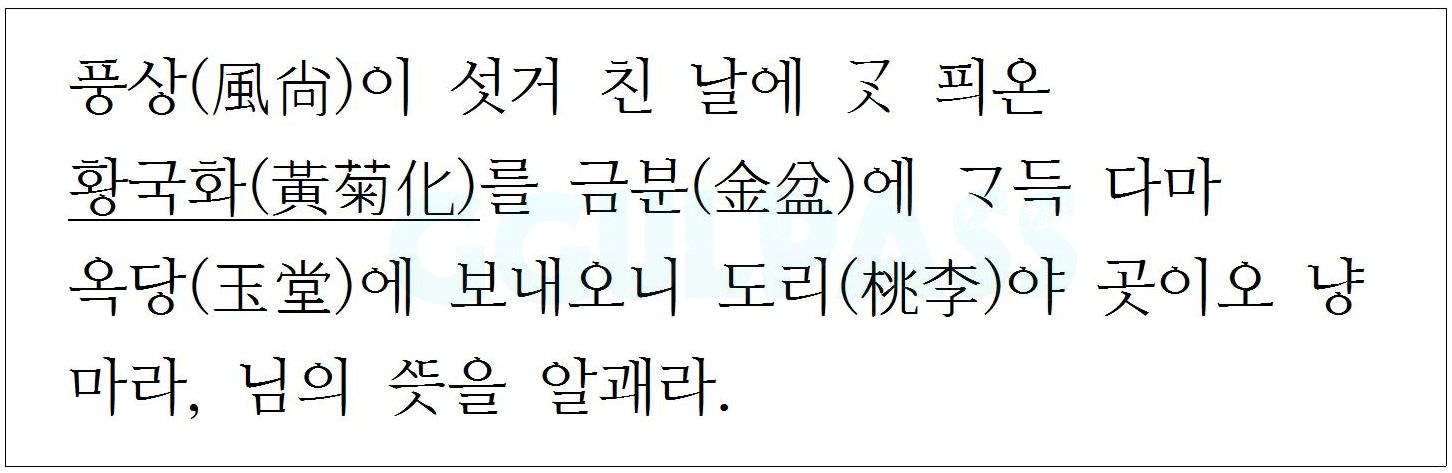 풍상(風尙)이 섯거 친 날에 ᄀᆞᆺ 픠온
황국화(黃菊化)를 금분(金盆)에 ᄀᆞ득 다마
옥당(玉堂)에 보내오니 도리(桃李)야 곳이오 냥
마라, 님의 ᄯᅳᆺ을 알괘라.
GGULPASS